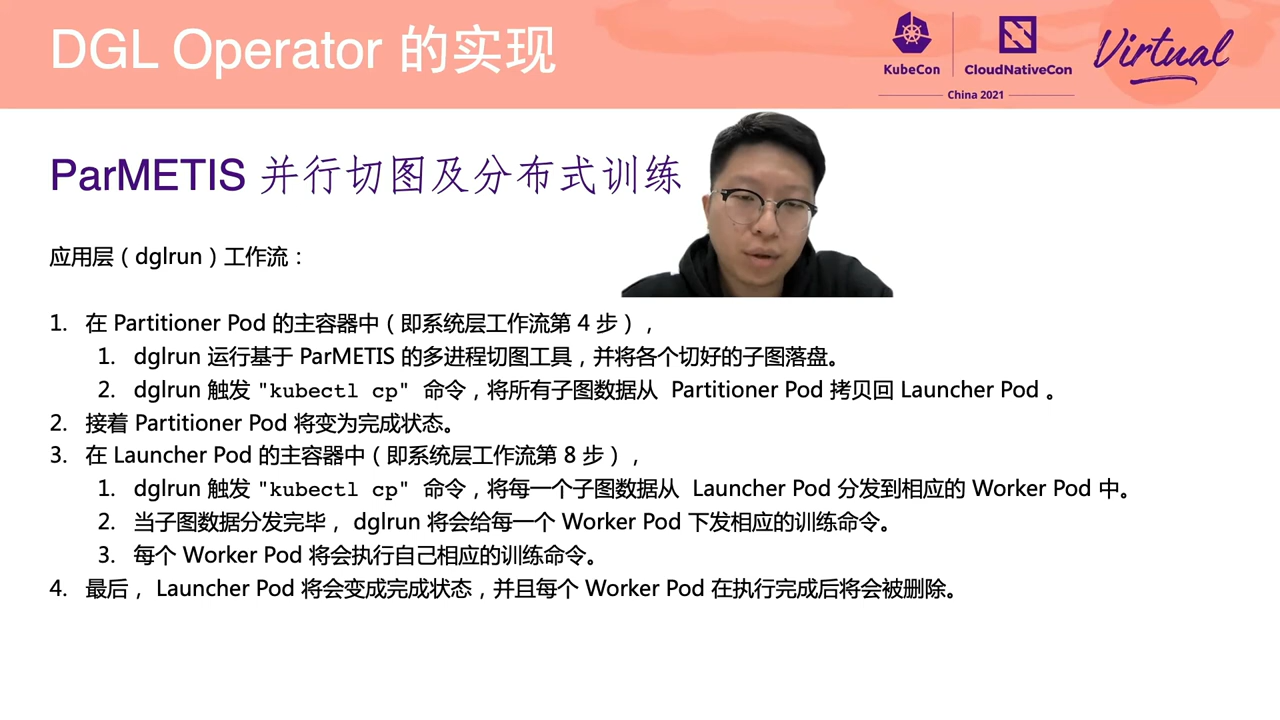 DGL Operator 的实现
KubeCon
CloudNativeCon
China 2021
Virtual
ParMETIS 并行切图及分布式训练
应用层（dglrun）工作流：
1. 在 Partitioner Pod 的主容器中（即系统层工作流第 4 步），
1. dglrun 运行基于 ParMETIS 的多进程切图工具，并将各个切好的子图落盘。
2. dglrun 触发 "kubectl cp" 命令，将所有子图数据从 Partitioner Pod 拷贝回 Launcher Pod 。
2. 接着 Partitioner Pod 将变为完成状态。
3. 在 Launcher Pod 的主容器中（即系统层工作流第 8 步），
1. dglrun 触发 "kubectl cp" 命令，将每一个子图数据从 Launcher Pod 分发到相应的 Worker Pod 中。
2. 当子图数据分发完毕， dglrun 将会给每一个 Worker Pod 下发相应的训练命令。
3. 每个 Worker Pod 将会执行自己相应的训练命令。
4. 最后， Launcher Pod 将会变成完成状态，并且每个 Worker Pod 在执行完成后将会被删除。